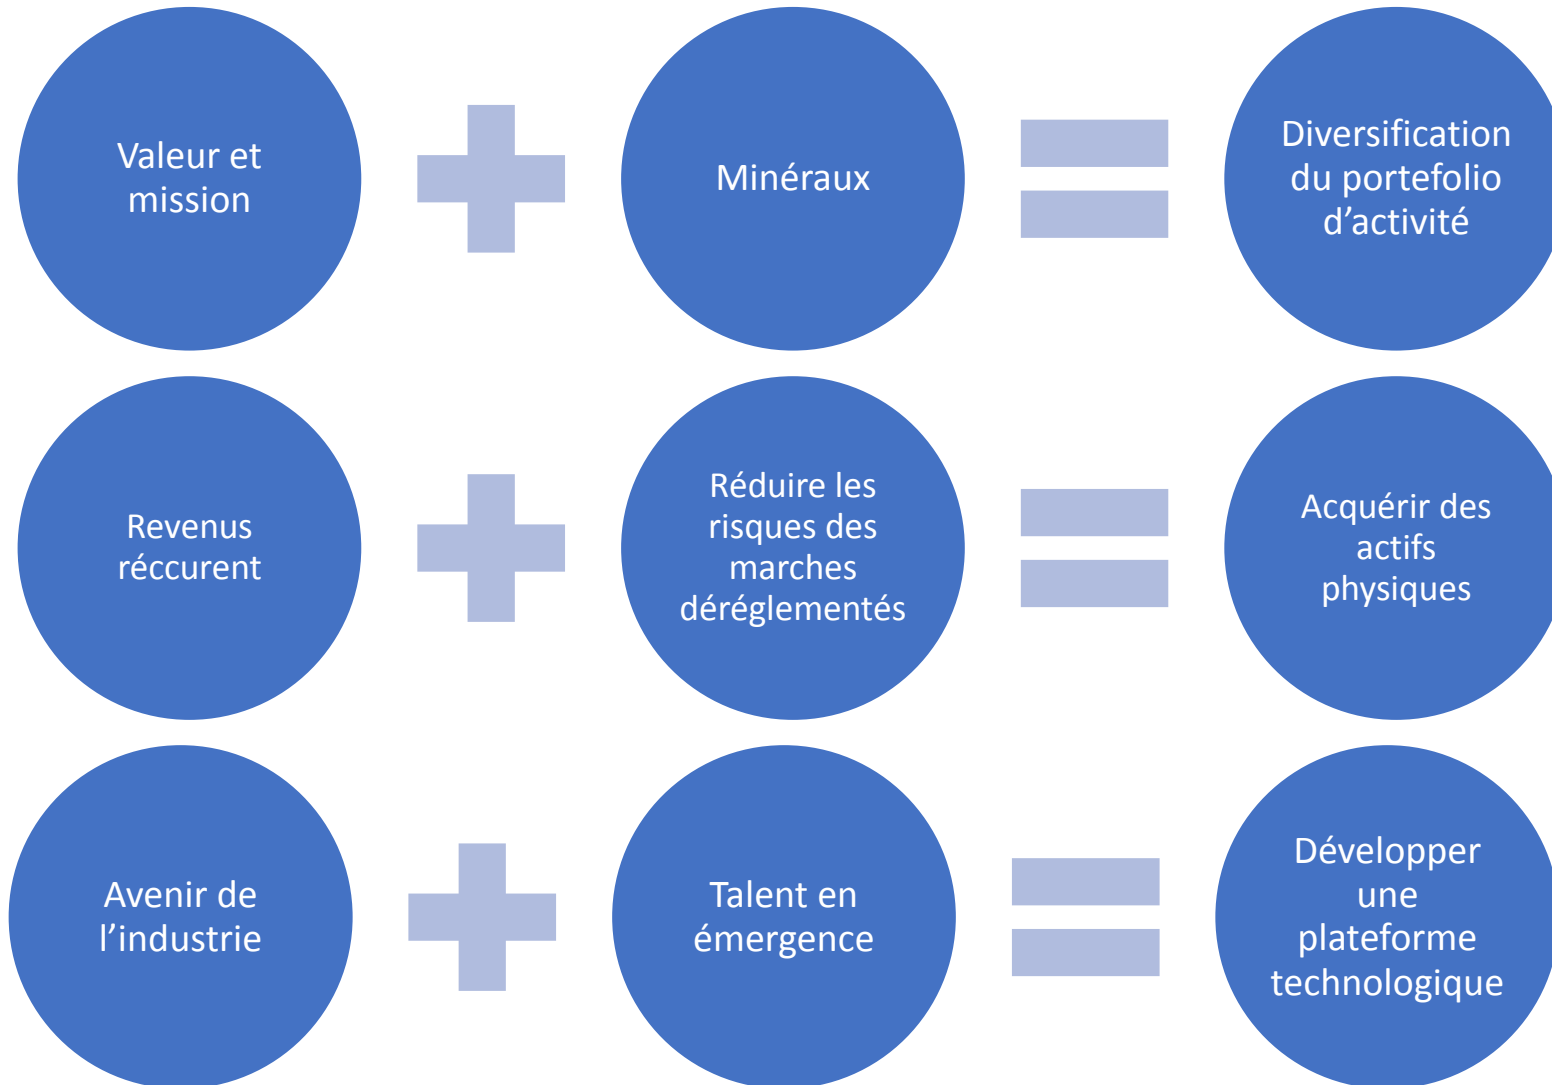 Valeur et
mission
Minéraux
Diversification
du portefolio
d’activité
Revenus
réccurent
Réduire les
risques des
marches
déréglementés
Acquérir des
actifs
physiques
Avenir de
l’industrie
Talent en
émergence
Développer
une
plateforme
technologique